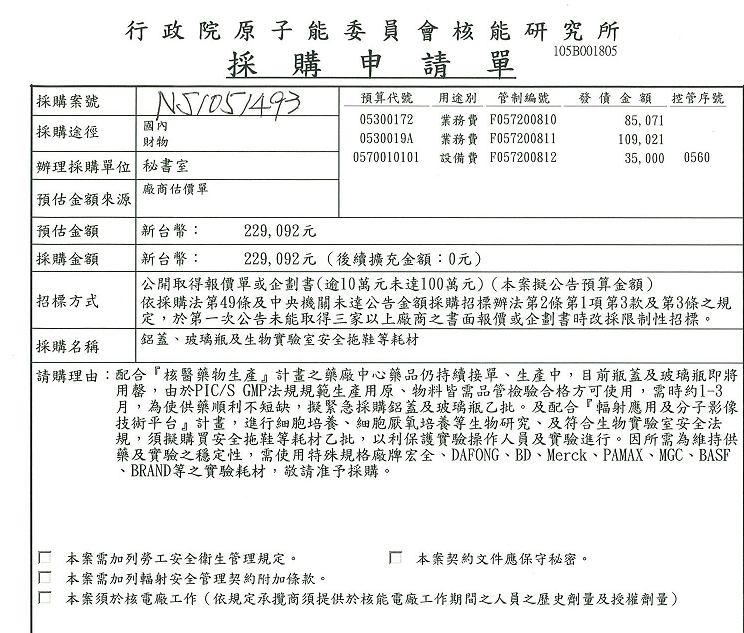 行政院原子能委員會核能研究所
105B001805
採購申請單
採購案號 NS1051493
採購途徑 國內
財物
辦理採購單位 秘書室
預估金額來源 廠商估價單
預算代號 用途別 管制編號 發債金額 控管序號
05300172 業務費 F057200810 85,071
0530019A 業務費 F057200811 109,021
0570010101 設備費 F057200812 35,000 0560
預估金額 新台幣: 229,092元
採購金額 新台幣: 229,092元(後續擴充金額:0元)
招標方式 公開取得報價單或企劃書(逾10萬元未達100萬元)(本案擬公告預算金額)
依採購法第49條及中央機關未達公告金額採購招標辦法第2條第1項第3款及第3條之規
定,於第一次公告未能取得三家以上廠商之書面報價或企劃書時改採限制性招標。
採購名稱 鋁蓋、玻璃瓶及生物實驗室安全拖鞋等耗材
請購理由:配合『核醫藥物生產』計畫之藥廠中心藥品仍持續接單、生產中,目前瓶蓋及玻璃瓶即將
用罄,由於PIC/S GMP法規規範生產用原、物料皆需品管檢驗合格方可使用,需時約1-3
月,為使供藥順利不短缺,擬緊急採購鋁蓋及玻璃瓶乙批。及配合『輻射應用及分子影像
技術平台』計畫,進行細胞培養、細胞厭氧培養等生物研究、及符合生物實驗室安全法
規,須擬購買安全拖鞋等耗材乙批,以利保護實驗操作人員及實驗進行。因所需為維持供
藥及實驗之穩定性,需使用特殊規格廠牌宏全、DAFONG、BD、Merck、PAMAX、MGC、BASF
、BRAND等之實驗耗材,敬請准予採購。
本案需加列勞工安全衛生管理規定。 本案契約文件應保守秘密。
本案需加列輻射安全管理契約附加條款。
本案須於核電廠工作(依規定承攬商須提供於核能電廠工作期間之人員之歷史劑量及授權劑量)